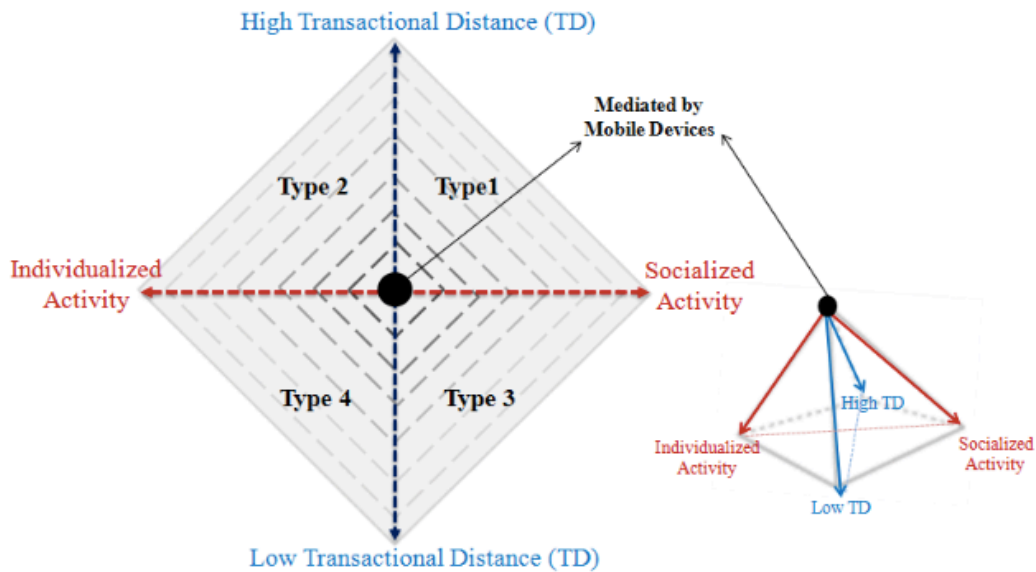 High Transactional Distance (TD)
Mediated by
Mobile Devices
Type 2
Type1
Individualized
Activity
Socialized
Activity
Type 4
Type 3
High TD
Individualized
Activity
Socialized
Activity
Low TD
Low Transactional Distance (TD)